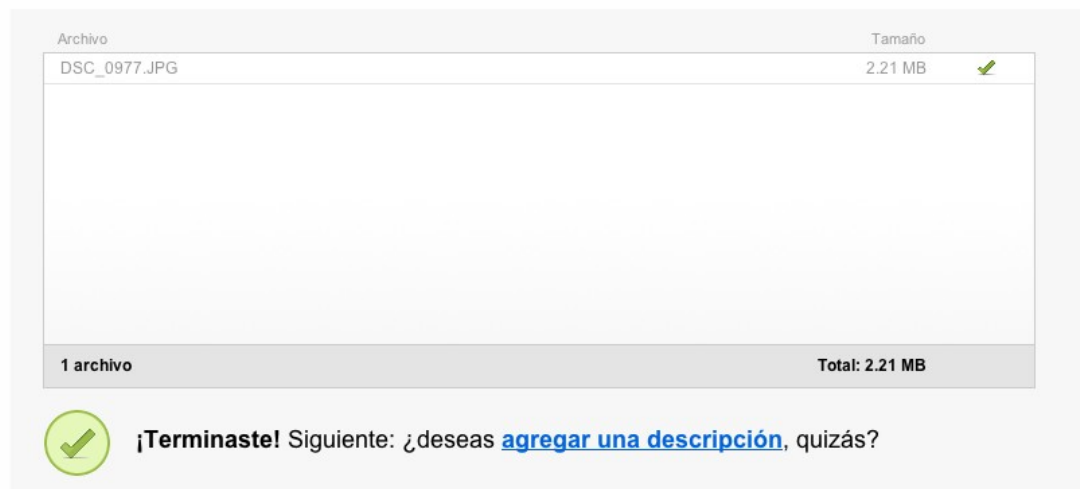 Archivo Tamaño
DSC_0977.JPG 2.21 MB
1 archivo Total: 2.21 MB
¡Terminaste! Siguiente: ¿deseas agregar una descripción, quizás?